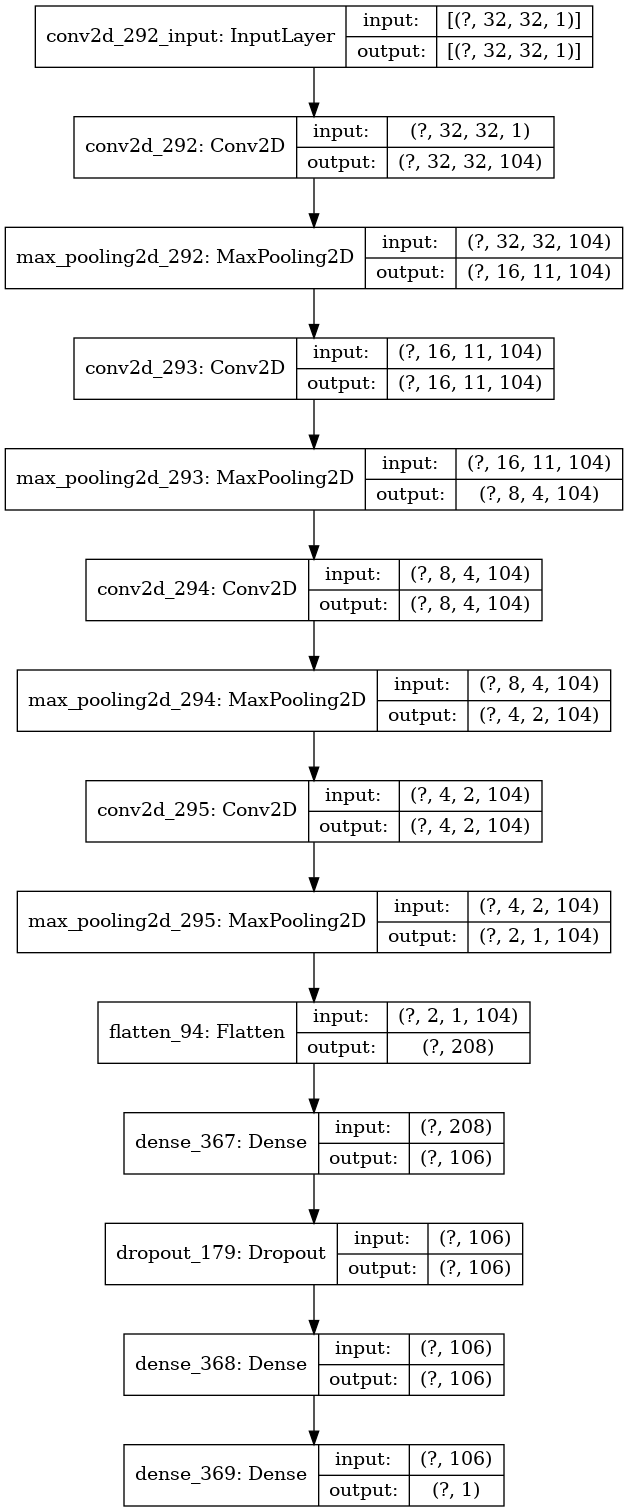 conv2d_292_input: InputLayer input: [(?, 32, 32, 1)]
output: [(?, 32, 32, 1)]
conv2d_292: Conv2D input: (?, 32, 32, 1)
output: (?, 32, 32, 104)
max_pooling2d_292: MaxPooling2D input: (?, 32, 32, 104)
output: (?, 16, 11, 104)
conv2d_293: Conv2D input: (?, 16, 11, 104)
output: (?, 16, 11, 104)
max_pooling2d_293: MaxPooling2D input: (?, 16, 11, 104)
output: (?, 8, 4, 104)
conv2d_294: Conv2D input: (?, 8, 4, 104)
output: (?, 8, 4, 104)
max_pooling2d_294: MaxPooling2D input: (?, 8, 4, 104)
output: (?, 4, 2, 104)
conv2d_295: Conv2D input: (?, 4, 2, 104)
output: (?, 4, 2, 104)
max_pooling2d_295: MaxPooling2D input: (?, 4, 2, 104)
output: (?, 2, 1, 104)
flatten_94: Flatten input: (?, 2, 1, 104)
output: (?, 208)
dense_367: Dense input: (?, 208)
output: (?, 106)
dropout_179: Dropout input: (?, 106)
output: (?, 106)
dense_368: Dense input: (?, 106)
output: (?, 106)
dense_369: Dense input: (?, 106)
output: (?, 1)